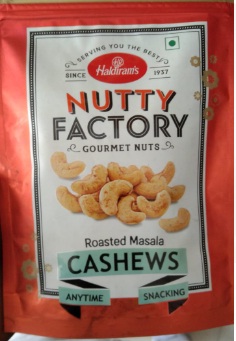 SERVING YOU THE BEST
SINCE Haldiram's 1937
NUTTY
FACTORY
GOURMET NUTS
Roasted Masala
CASHEWS
ANYTIME SNACKING